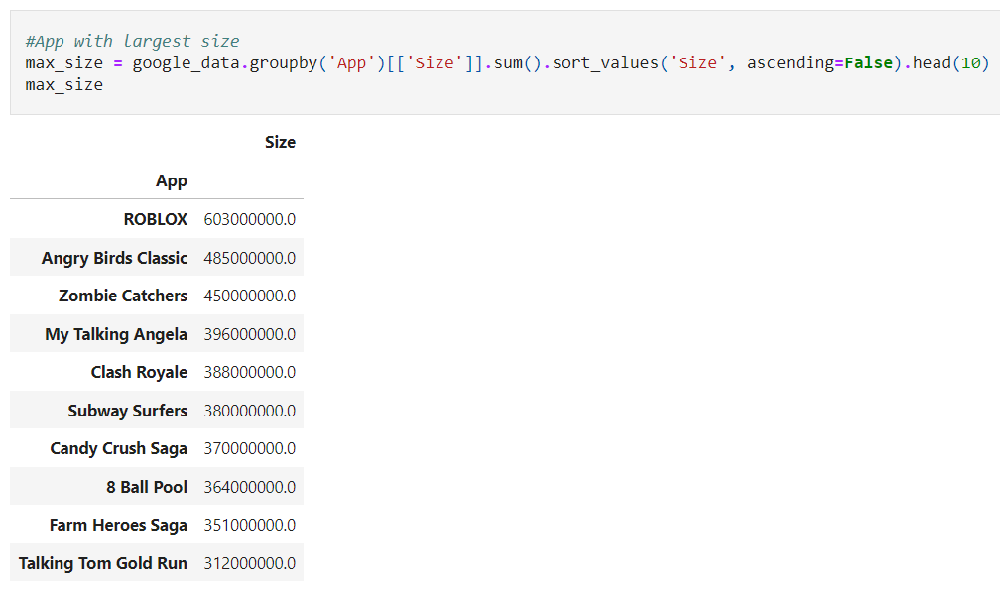 #App with largest size
max_size = google_data.groupby('App')[['Size']].sum().sort_values('Size', ascending=False).head(10)
max_size
Size
App
ROBLOX 603000000.0
Angry Birds Classic 485000000.0
Zombie Catchers 450000000.0
My Talking Angela 396000000.0
Clash Royale 388000000.0
Subway Surfers 380000000.0
Candy Crush Saga 370000000.0
8 Ball Pool 364000000.0
Farm Heroes Saga 351000000.0
Talking Tom Gold Run 312000000.0